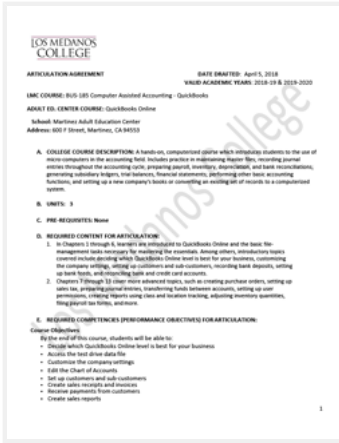 LOS MEDANOS
COLLEGE
ARTICULATION AGREEMENT DATE DRAFTED: April 5, 2018
VALID ACADEMIC YEARS: 2018-19 & 2019-2020
LMC COURSE: BUS-185 Computer Assisted Accounting - QuickBooks
ADULT ED. CENTER COURSE: QuickBooks Online
School: Martinez Adult Education Center
Address: 600 F Street, Martinez, CA 94553
A. COLLEGE COURSE DESCRIPTION: A hands-on, computerized course which introduces students to the use of
micro-computers in the accounting field. Includes practice in maintaining master files, recording journal
entries throughout the accounting cycle, preparing payroll, inventory, depreciation, and bank reconciliations;
generating subsidiary ledgers, trial balances, financial statements; performing other basic accounting
functions; and setting up a new company's books or converting an existing set of records to a computerized
system.
B. UNITS: 3
C. PRE-REQUISITES: None
D. REQUIRED CONTENT FOR ARTICULATION:
1. In Chapters 1 through 6, learners are introduced to QuickBooks Online and the basic file-
management tasks necessary for mastering the essentials. Among others, introductory topics
covered include deciding which QuickBooks Online level is best for your business, customizing
the company settings, setting up customers and sub-customers, recording bank deposits, setting
up bank funds, and reconciling bank and credit card accounts.
2. Chapters 7 through 13 cover more advanced topics, such as creating purchase orders, setting up
sales tax, preparing journal entries, transferring funds between accounts, setting up user
permissions, creating reports using class and location tracking, adjusting inventory quantities,
filing payroll tax forms, and more.
E. REQUIRED COMPETENCIES (PERFORMANCE OBJECTIVES) FOR ARTICULATION:
Course Objectives
By the end of this course, students will be able to:
• Decide which QuickBooks Online level is best for your business
• Access the test drive data file
• Customize the company settings
• Edit the Chart of Accounts
• Set up customers and sub-customers
• Create sales receipts and invoices
• Receive payments from customers
• Create sales reports
1
Los Medanos College